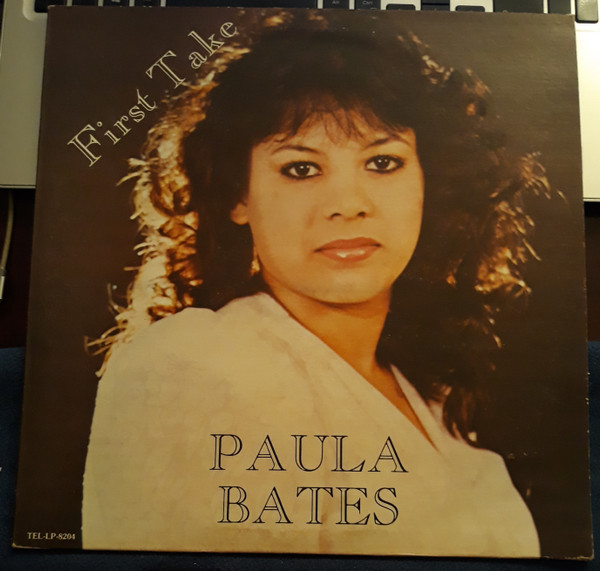 First Take
PAULA
BATES
TEL-LP-8204